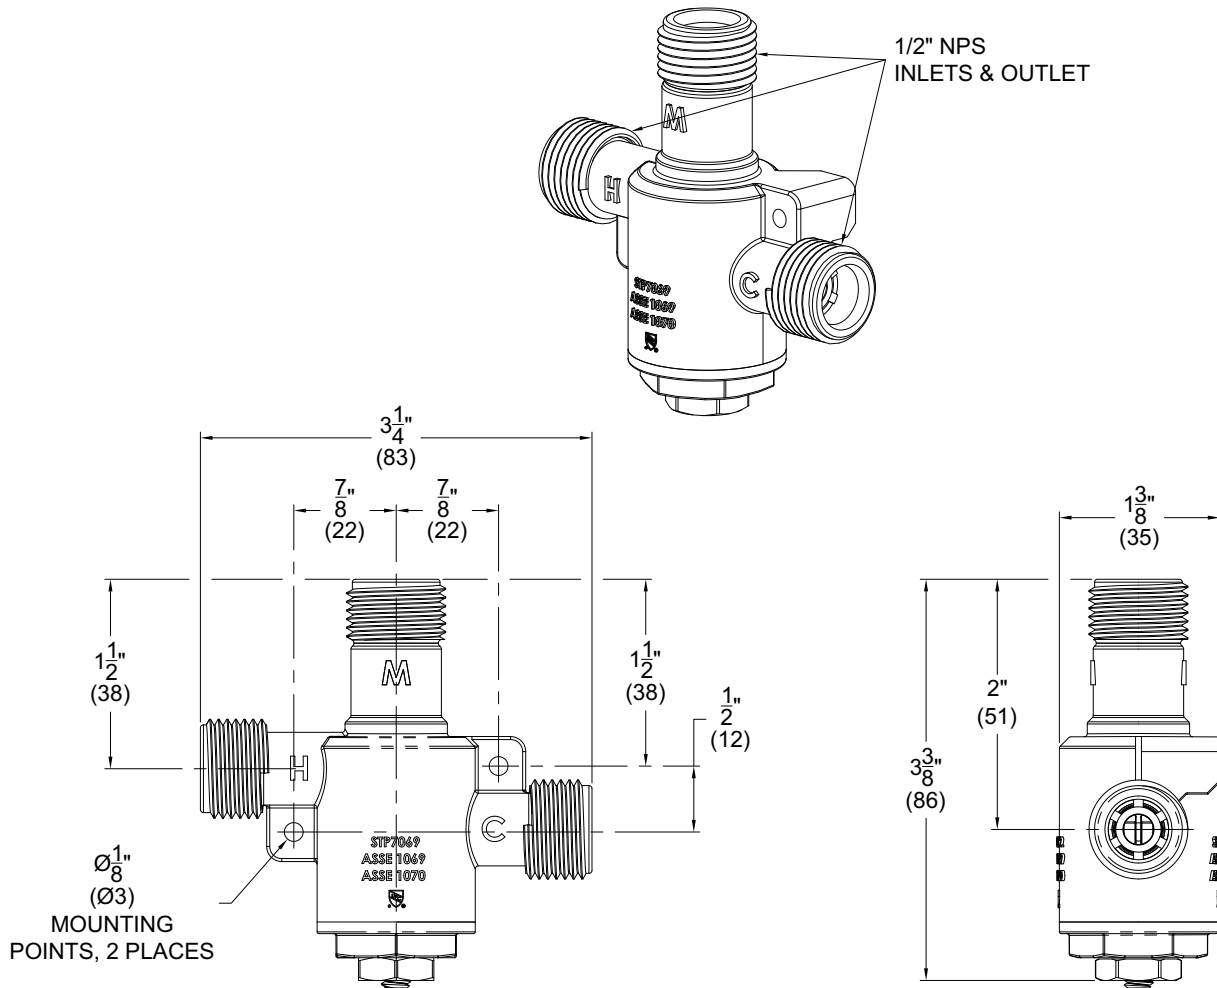 1/2" NPS
INLETS & OUTLET
M
H
C
STP7069
ASSE 1069
ASSE 1070
3 1/4"
(83)
7/8"
(22)
7/8"
(22)
1 3/8"
(35)
1 1/2"
(38)
1 1/2"
(38)
1/2"
(12)
2"
(51)
3 3/8"
(86)
M
H
C
STP7069
ASSE 1069
ASSE 1070
Ø1/8"
(Ø3)
MOUNTING
POINTS, 2 PLACES